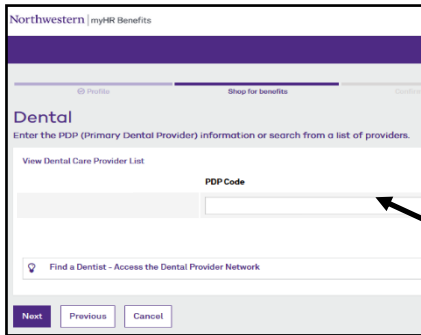 Northwestern | myHR Benefits
Profile
Shop for benefits
Dental
Enter the PDP (Primary Dental Provider) information or search from a list of providers.
View Dental Care Provider List
PDP Code
Find a Dentist - Access the Dental Provider Network
Next
Previous
Cancel